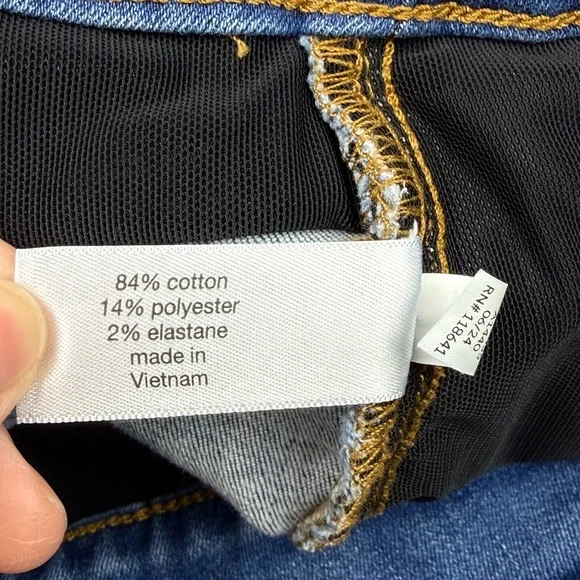 84% cotton
14% polyester
2% elastane
made in
Vietnam
06/24
RN# 118641